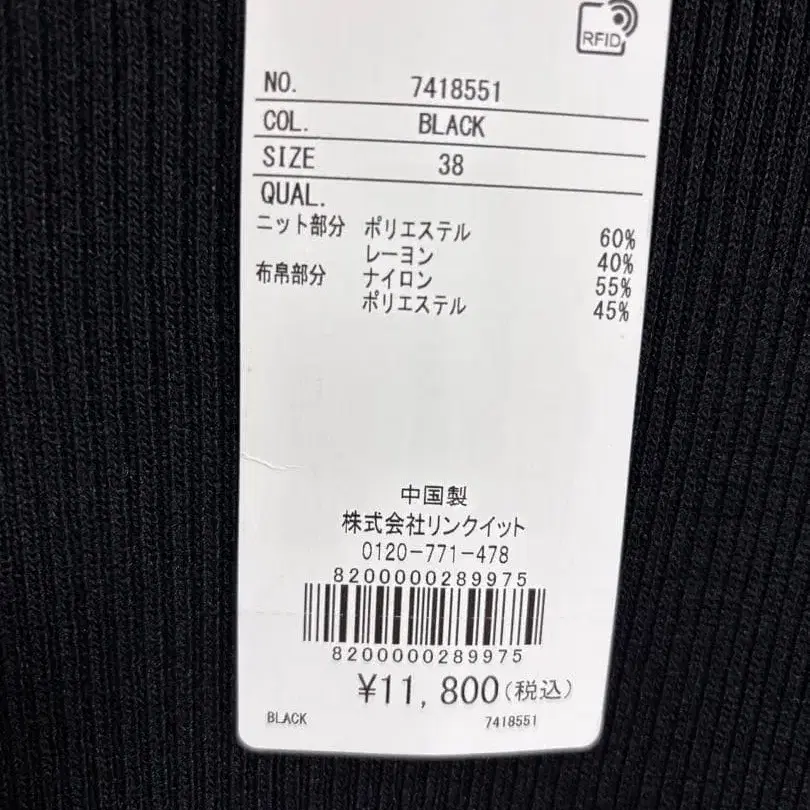 RFID
NO. 7418551
COL. BLACK
SIZE 38
QUAL.
ニット部分 ポリエステル 60%
レーヨン 40%
布帛部分 ナイロン 55%
ポリエステル 45%
中国製
株式会社リンクイット
0120-771-478
8200000289975
8200000289975
¥11,800(税込)
BLACK 7418551